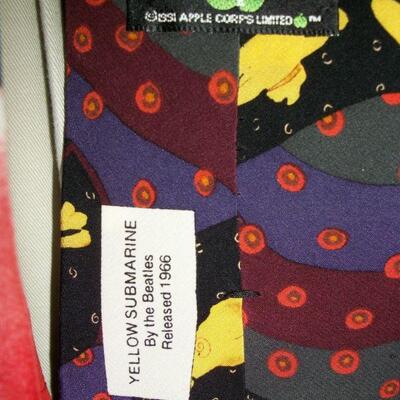 ©1991 APPLE CORPS LIMITED ™
YELLOW SUBMARINE
By the Beatles
Released 1966